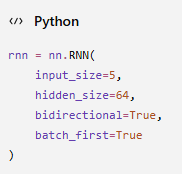 </> Python
rnn = nn.RNN(
    input_size=5,
    hidden_size=64,
    bidirectional=True,
    batch_first=True
)